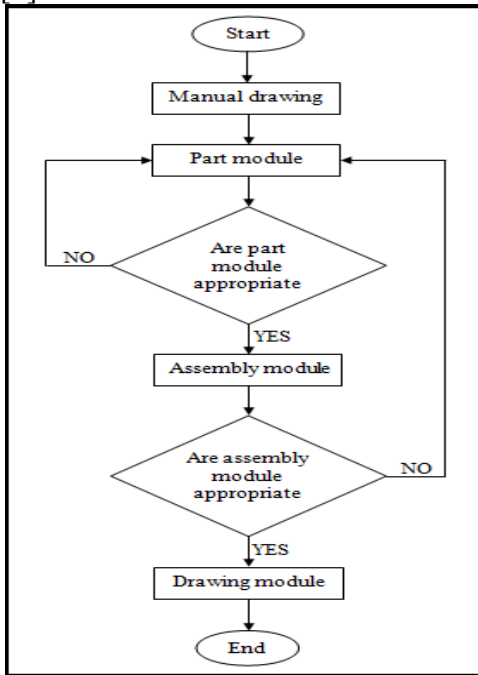 Start
Manual drawing
Part module
Are part
module
appropriate
NO
YES
Assembly module
Are assembly
module
appropriate
NO
YES
Drawing module
End